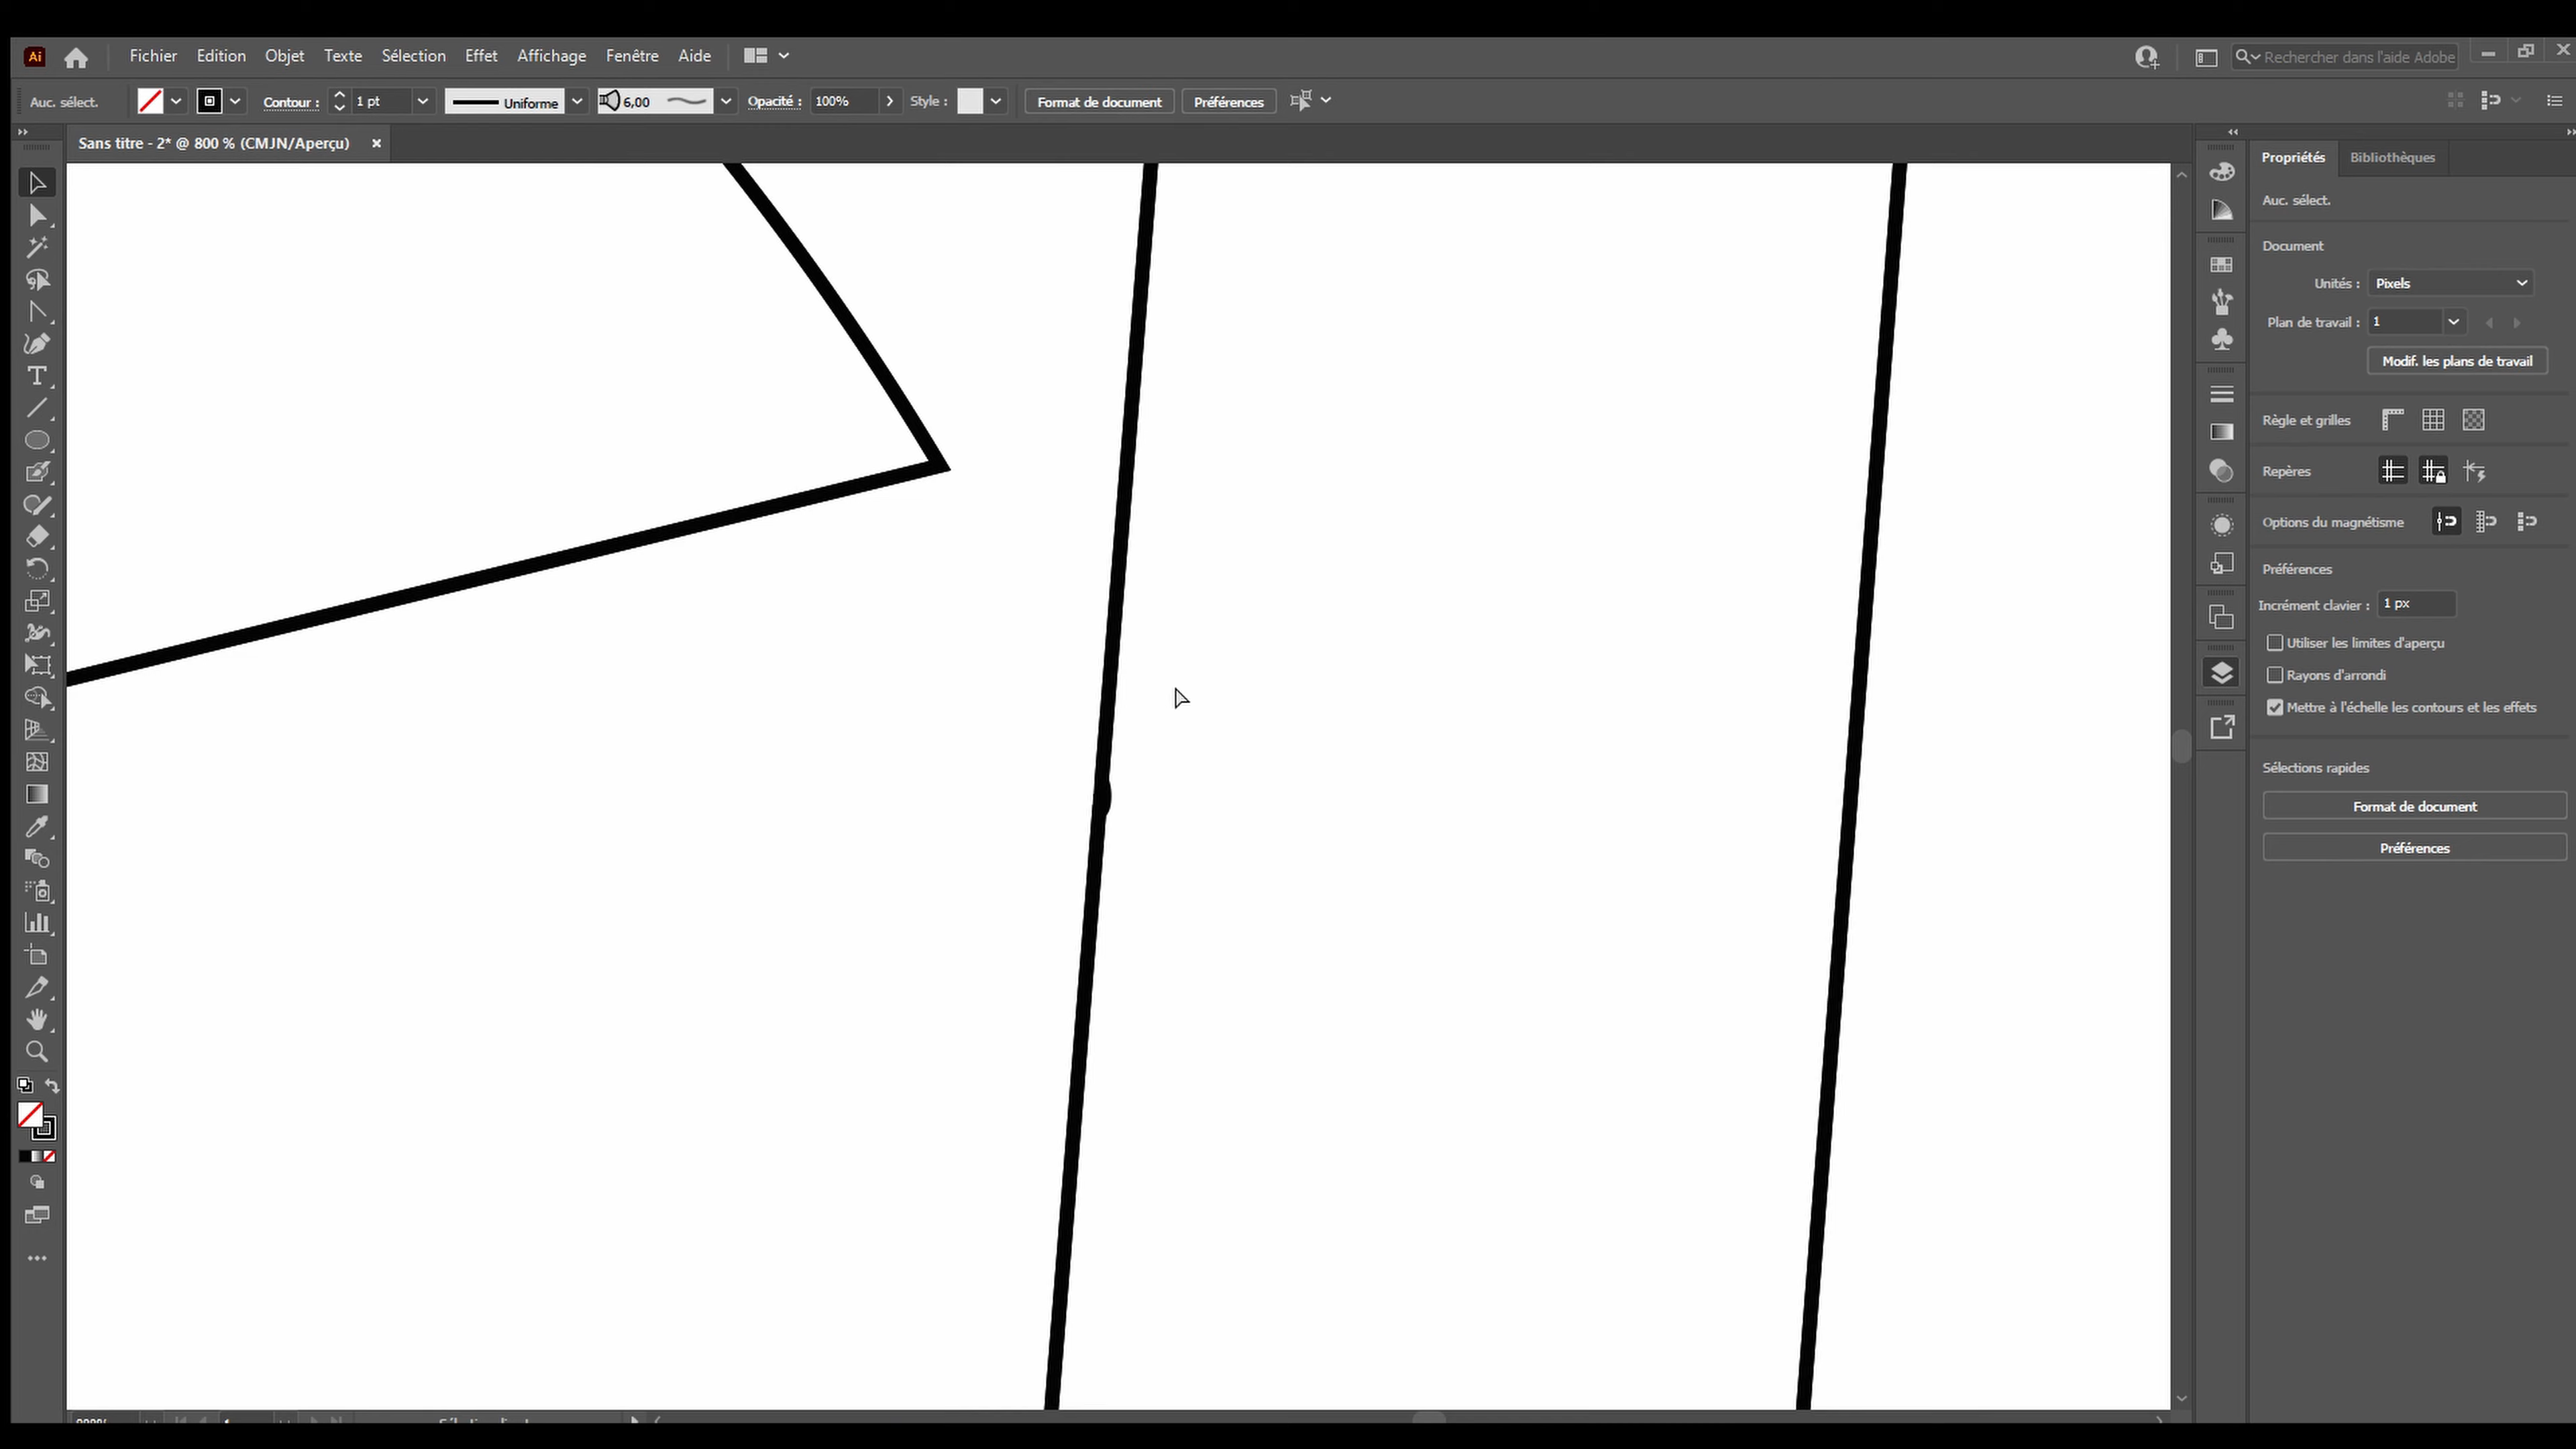 Ai Fichier Edition Objet Texte Sélection Effet Affichage Fenêtre Aide Rechercher dans l'aide Adobe
Auc. sélect. Contour : 1 pt Uniforme 6,00 Opacité : 100% Style : Format de document Préférences
Sans titre - 2* @ 800 % (CMJN/Aperçu) ×
Propriétés Bibliothèques
Auc. sélect.
Document
Unités : Pixels
Plan de travail : 1
Modif. les plans de travail
Règle et grilles
Repères
Options du magnétisme
Préférences
Incrément clavier : 1 px
Utiliser les limites d'aperçu
Rayons d'arrondi
Mettre à l'échelle les contours et les effets
Sélections rapides
Format de document
Préférences